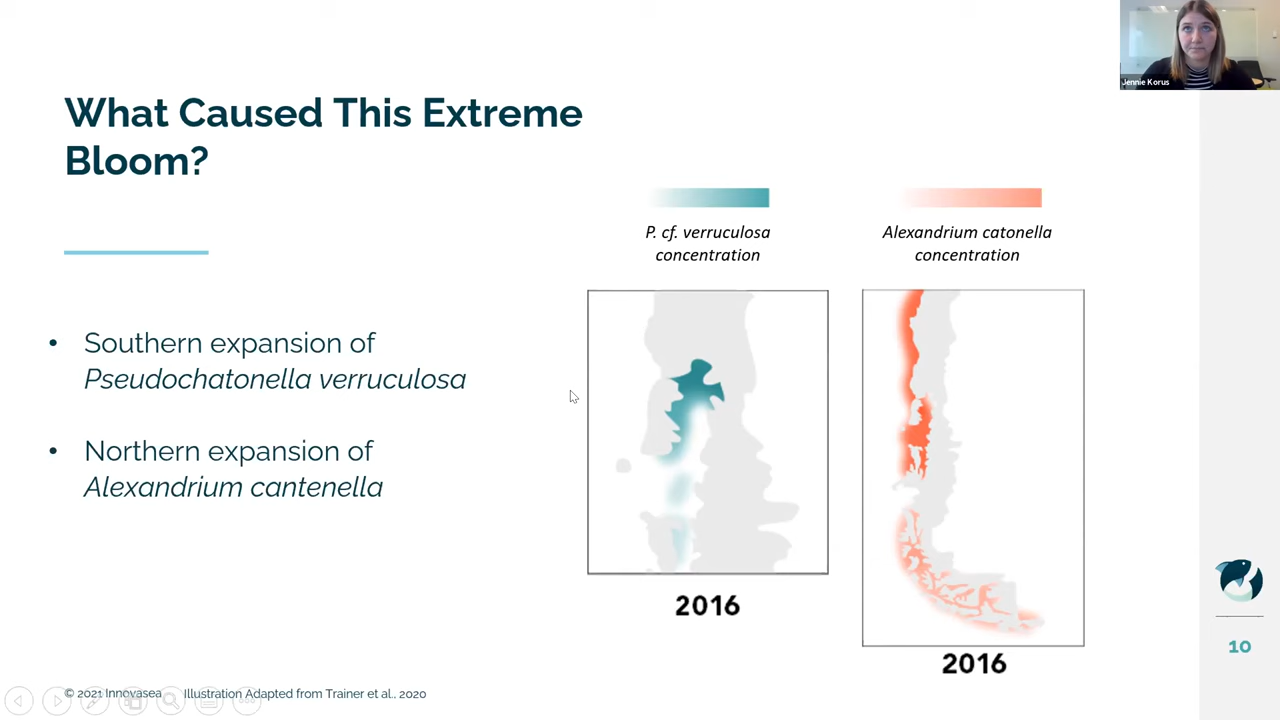 Jennie Korus
What Caused This Extreme
Bloom?
P. cf. verruculosa
concentration
Alexandrium catonella
concentration
• Southern expansion of
Pseudochatonella verruculosa
• Northern expansion of
Alexandrium cantenella
2016
2016
10
© 2021 Innovasea
Illustration Adapted from Trainer et al., 2020